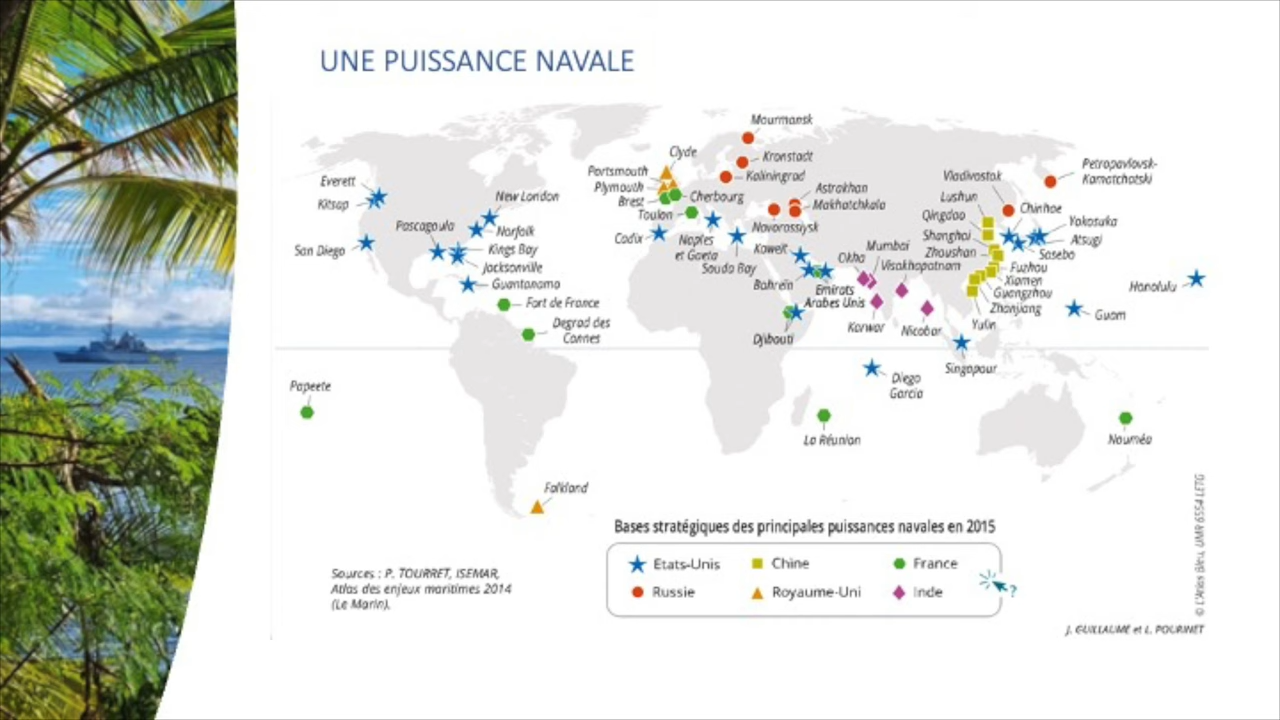 UNE PUISSANCE NAVALE
Mourmansk
Clyde
Kronstadt
Portsmouth
Kaliningrad
Petropavlovsk-
Kamatchatski
Vladivostok
Everett
Plymouth
Astrakhan
Kitsap
New London
Brest
Cherbourg
Makhatchkala
Lushun
Chinhae
Toulon
Qingdao
Yokosuka
Pascagoula
Norfolk
Novorossiysk
Shanghai
Atsugi
San Diego
Kings Bay
Cadix
Naples
et Gaeta
Koweit
Mumbai
Zhoushan
Sasebo
Jacksonville
Souda Bay
Okha
Visakhapatnam
Fuzhou
Guantanamo
Bahrein
Emirats
Arabes Unis
Xiamen
Guangzhou
Honolulu
Fort de France
Zhanjiang
Guam
Degrad des
Cannes
Djibouti
Karwar
Nicobar
Yulin
Singapour
Papeete
Diego
Garcia
La Réunion
Nouméa
Falkland
Bases stratégiques des principales puissances navales en 2015
Etats-Unis
Chine
France
Russie
Royaume-Uni
Inde
?
Sources : P. TOURRET, ISEMAR,
Atlas des enjeux maritimes 2014
(Le Marin).
J. GUILLAUME et L. POURINET